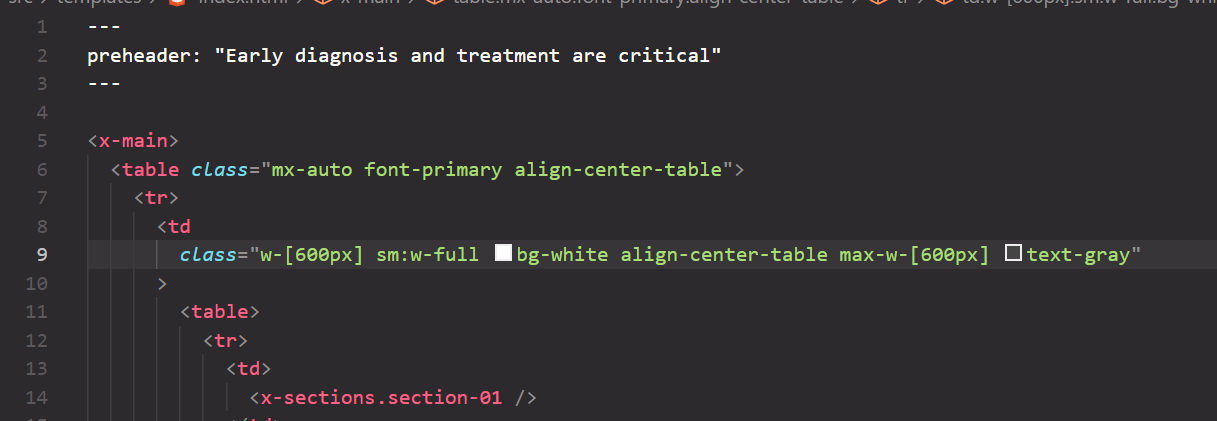 src > templates > index.html > x-main > table.mx-auto.font-primary.align-center-table > tr > td.w-[600px].sm:w-full.bg-whi
1 ---
2 preheader: "Early diagnosis and treatment are critical"
3 ---
4
5 <x-main>
6 <table class="mx-auto font-primary align-center-table">
7 <tr>
8 <td
9 class="w-[600px] sm:w-full bg-white align-center-table max-w-[600px] text-gray"
10 >
11 <table>
12 <tr>
13 <td>
14 <x-sections.section-01 />
15 </td>